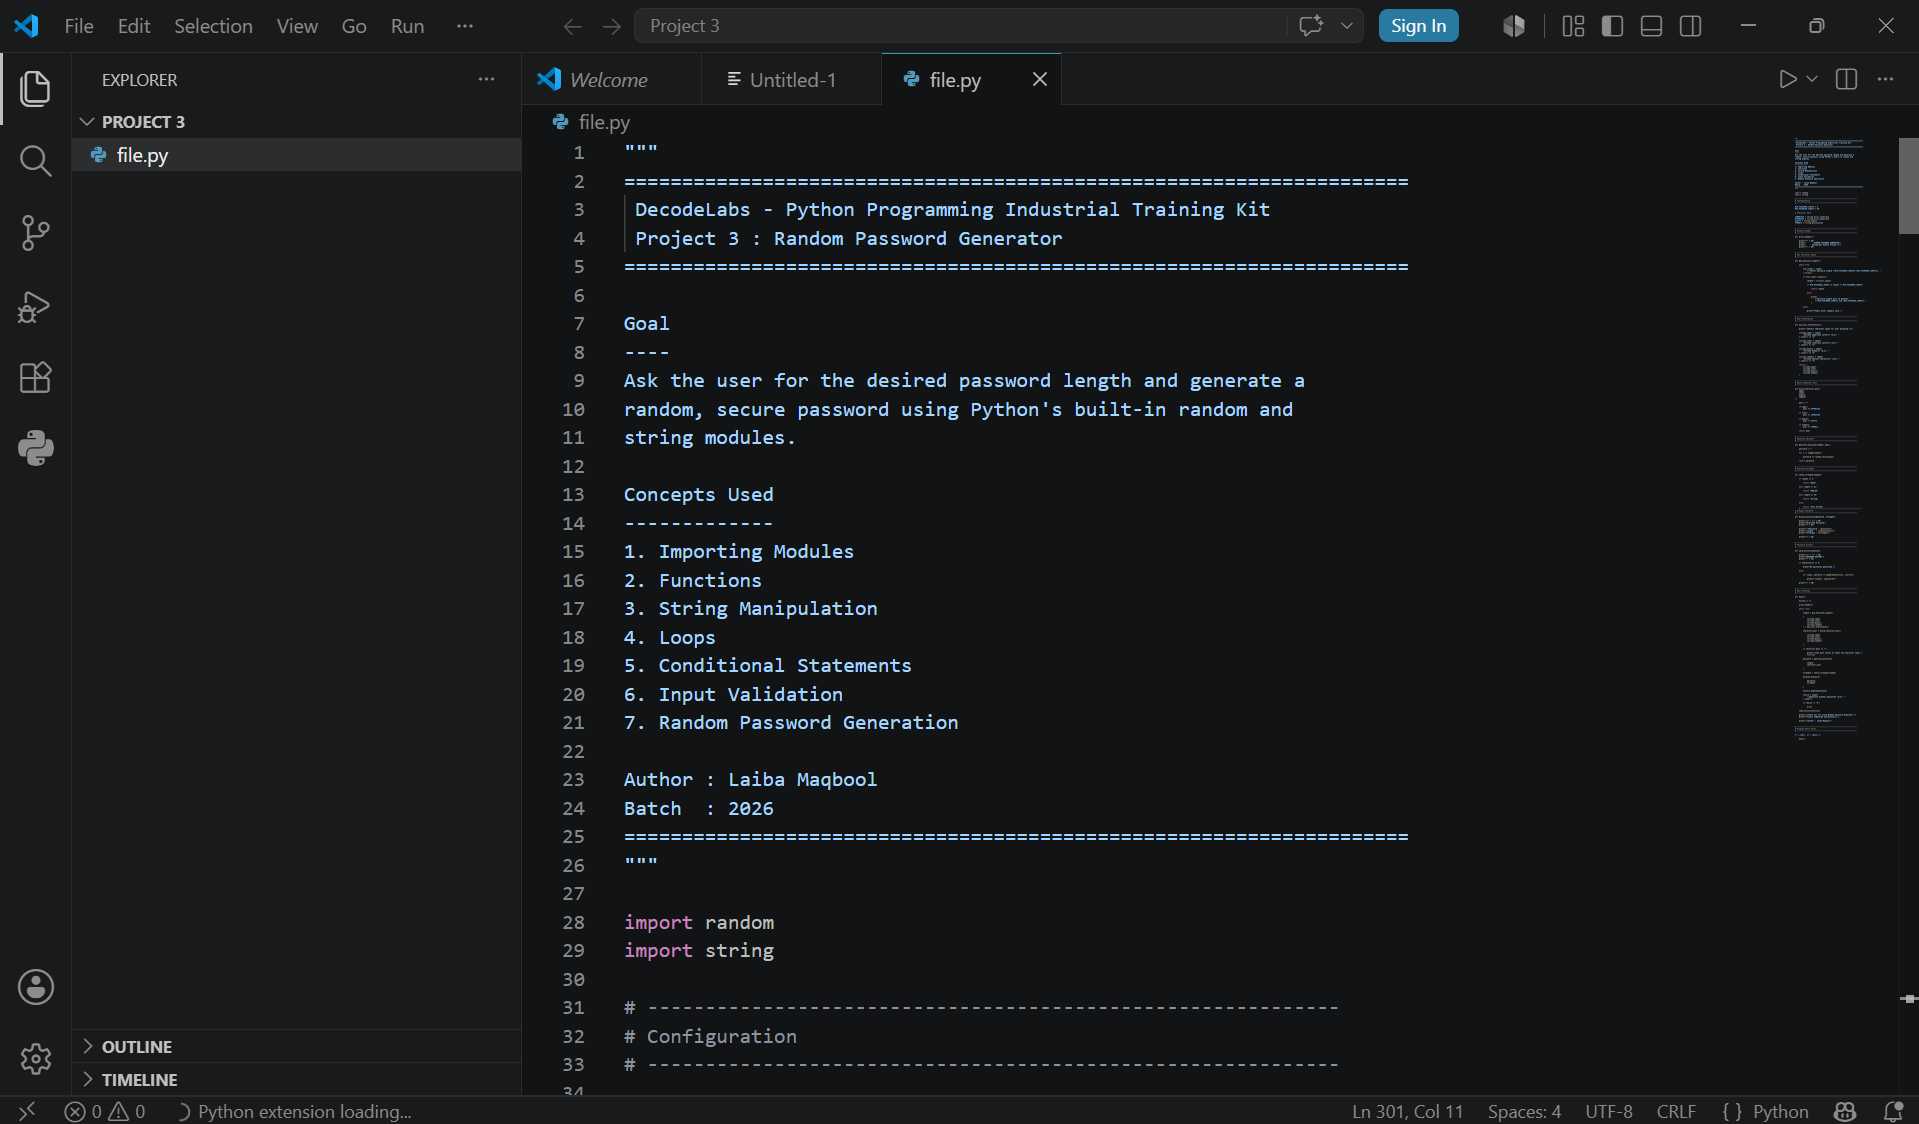 File Edit Selection View Go Run ··· Project 3 Sign In
EXPLORER ···
PROJECT 3
file.py
OUTLINE
TIMELINE
Welcome Untitled-1 file.py
file.py
1 """
2 ====================================================================
3 DecodeLabs - Python Programming Industrial Training Kit
4 Project 3 : Random Password Generator
5 ====================================================================
6
7 Goal
8 ----
9 Ask the user for the desired password length and generate a
10 random, secure password using Python's built-in random and
11 string modules.
12
13 Concepts Used
14 -------------
15 1. Importing Modules
16 2. Functions
17 3. String Manipulation
18 4. Loops
19 5. Conditional Statements
20 6. Input Validation
21 7. Random Password Generation
22
23 Author : Laiba Maqbool
24 Batch  : 2026
25 ====================================================================
26 """
27
28 import random
29 import string
30
31 # ------------------------------------------------------------
32 # Configuration
33 # ------------------------------------------------------------
34
0 0 Python extension loading... Ln 301, Col 11 Spaces: 4 UTF-8 CRLF { } Python